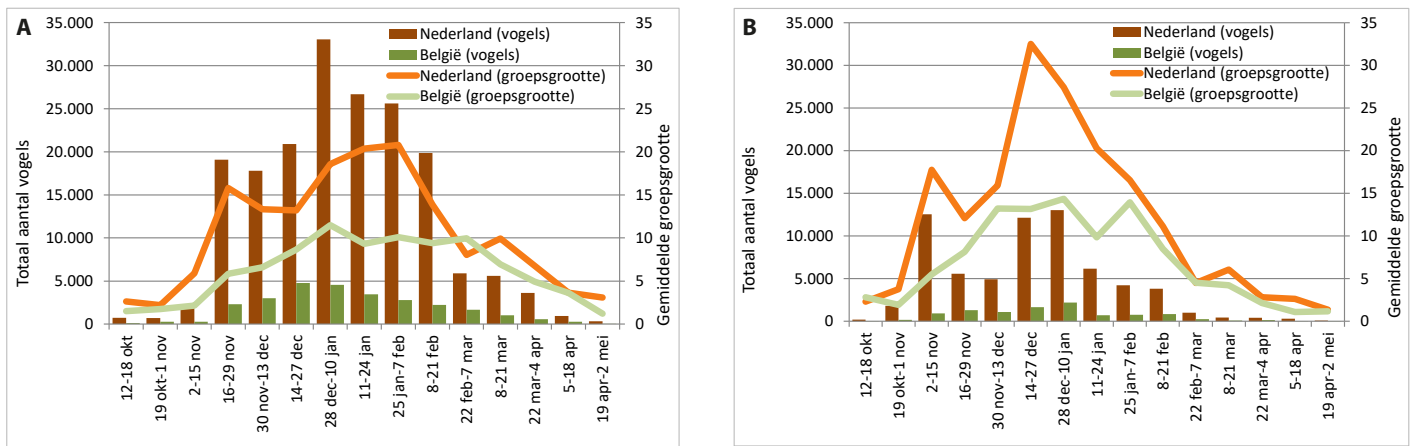 A
Totaal aantal vogels
35.000
30.000
25.000
20.000
15.000
10.000
5.000
0
Nederland (vogels)
België (vogels)
Nederland (groepsgrootte)
België (groepsgrootte)
35
30
25
20
15
10
5
0
Gemiddelde groepsgrootte
12-18 okt
19 okt-1 nov
2-15 nov
16-29 nov
30 nov-13 dec
14-27 dec
28 dec-10 jan
11-24 jan
25 jan-7 feb
8-21 feb
22 feb-7 mar
8-21 mar
22 mar-4 apr
5-18 apr
19 apr-2 mei
B
Totaal aantal vogels
35.000
30.000
25.000
20.000
15.000
10.000
5.000
0
Nederland (vogels)
België (vogels)
Nederland (groepsgrootte)
België (groepsgrootte)
35
30
25
20
15
10
5
0
Gemiddelde groepsgrootte
12-18 okt
19 okt-1 nov
2-15 nov
16-29 nov
30 nov-13 dec
14-27 dec
28 dec-10 jan
11-24 jan
25 jan-7 feb
8-21 feb
22 feb-7 mar
8-21 mar
22 mar-4 apr
5-18 apr
19 apr-2 mei